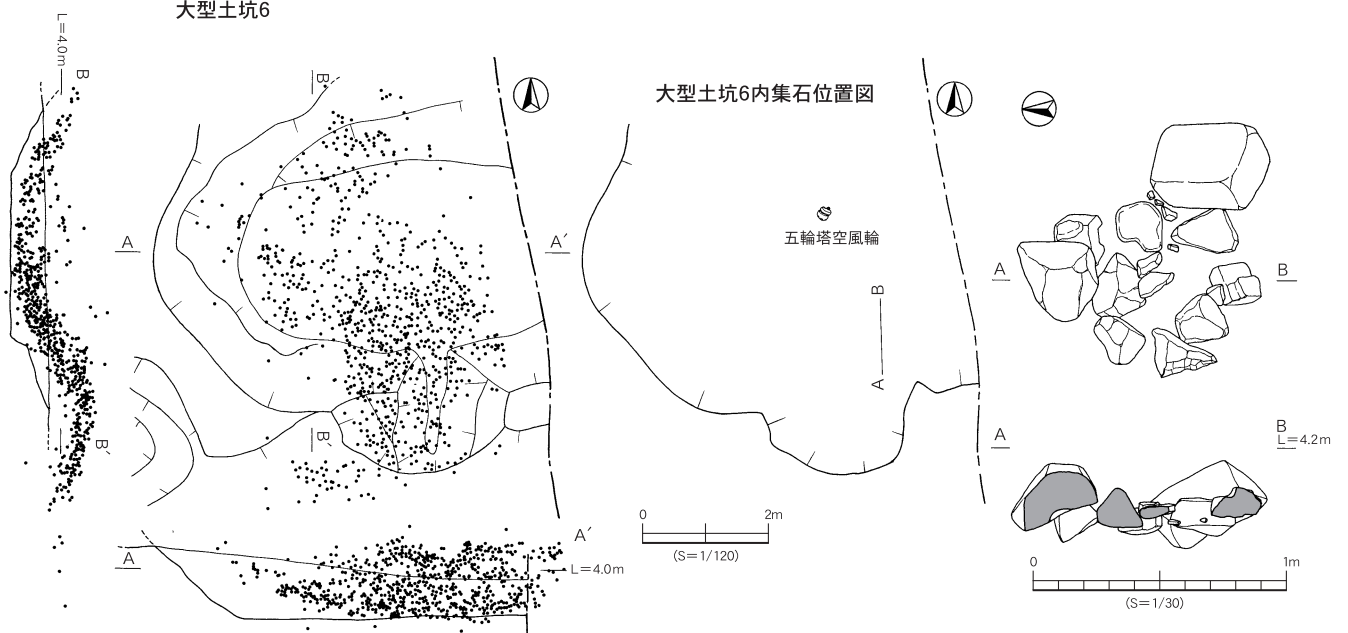 大型土坑6
L=4.0m
B
B
A
A′
B′
B′
A
A′
L=4.0m
大型土坑6内集石位置図
五輪塔空風輪
B
A
0 2m
(S=1/120)
A
B
A
B
L=4.2m
0 1m
(S=1/30)